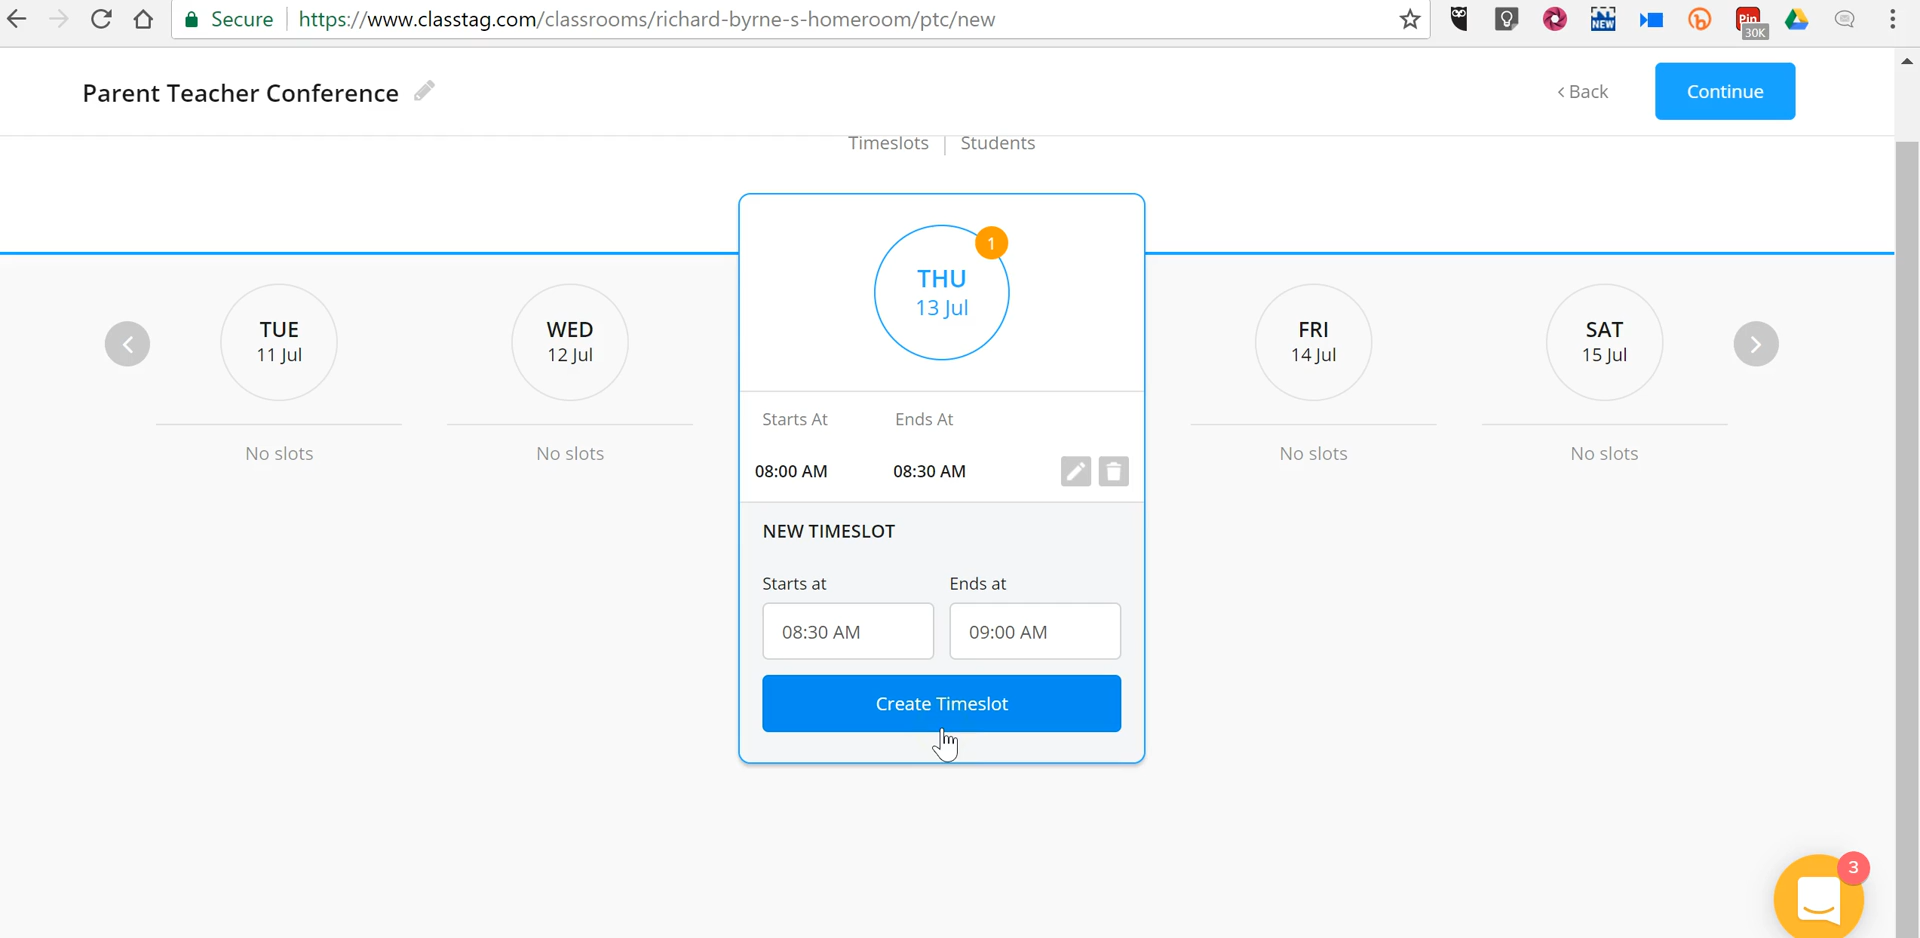 Secure https://www.classtag.com/classrooms/richard-byrne-s-homeroom/ptc/new
NEW
Pin
30K
Parent Teacher Conference
Back
Continue
Timeslots | Students
1
TUE
11 Jul
No slots
WED
12 Jul
No slots
THU
13 Jul
Starts At Ends At
08:00 AM 08:30 AM
NEW TIMESLOT
Starts at Ends at
08:30 AM 09:00 AM
Create Timeslot
FRI
14 Jul
No slots
SAT
15 Jul
No slots
3